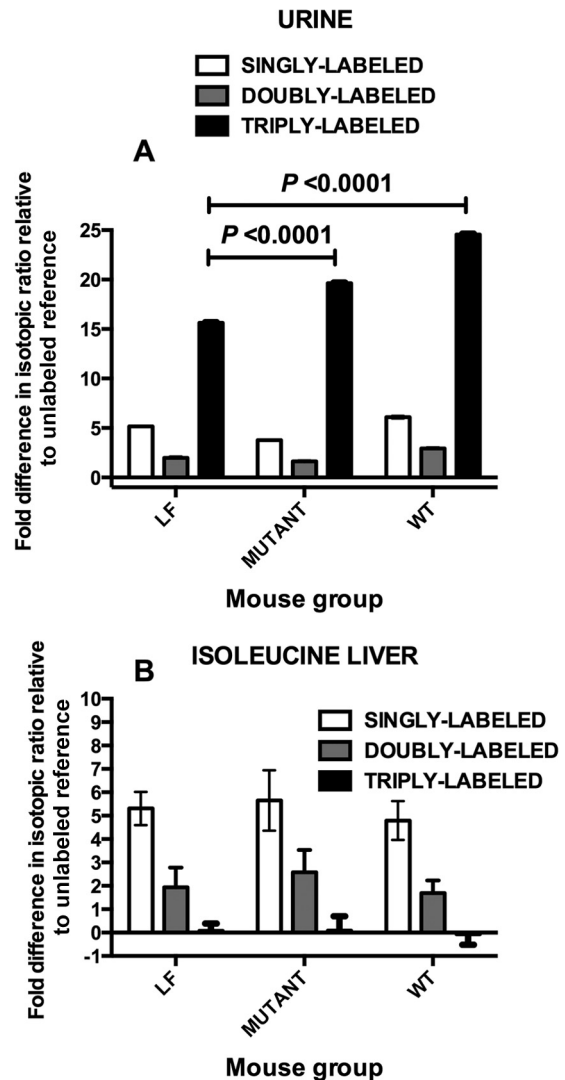 URINE
SINGLY-LABELED
DOUBLY-LABELED
TRIPLY-LABELED
A
P <0.0001
P <0.0001
Fold difference in isotopic ratio relative
to unlabeled reference
25
20
15
10
5
0
LF
MUTANT
WT
Mouse group
B
ISOLEUCINE LIVER
SINGLY-LABELED
DOUBLY-LABELED
TRIPLY-LABELED
Fold difference in isotopic ratio relative
to unlabeled reference
10
9
8
7
6
5
4
3
2
1
0
-1
LF
MUTANT
WT
Mouse group